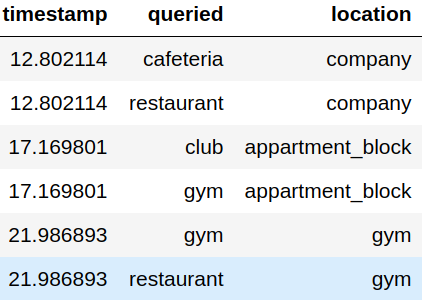 timestamp queried location
12.802114 cafeteria company
12.802114 restaurant company
17.169801 club appartment_block
17.169801 gym appartment_block
21.986893 gym gym
21.986893 restaurant gym